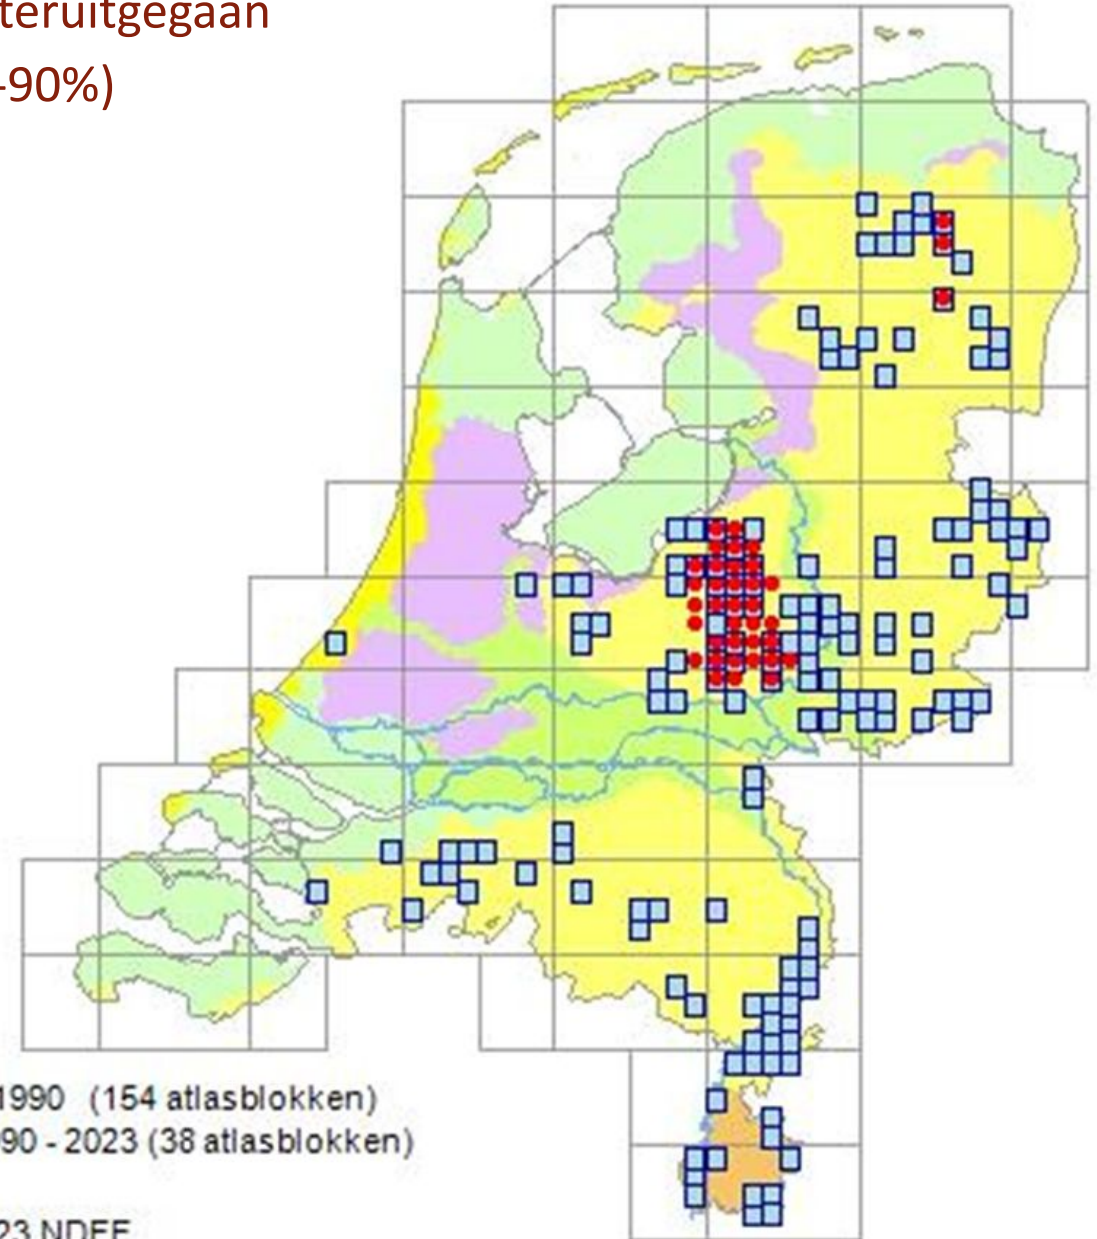 teruitgegaan
-90%)
1990 (154 atlasblokken)
90 - 2023 (38 atlasblokken)
23 NDFF